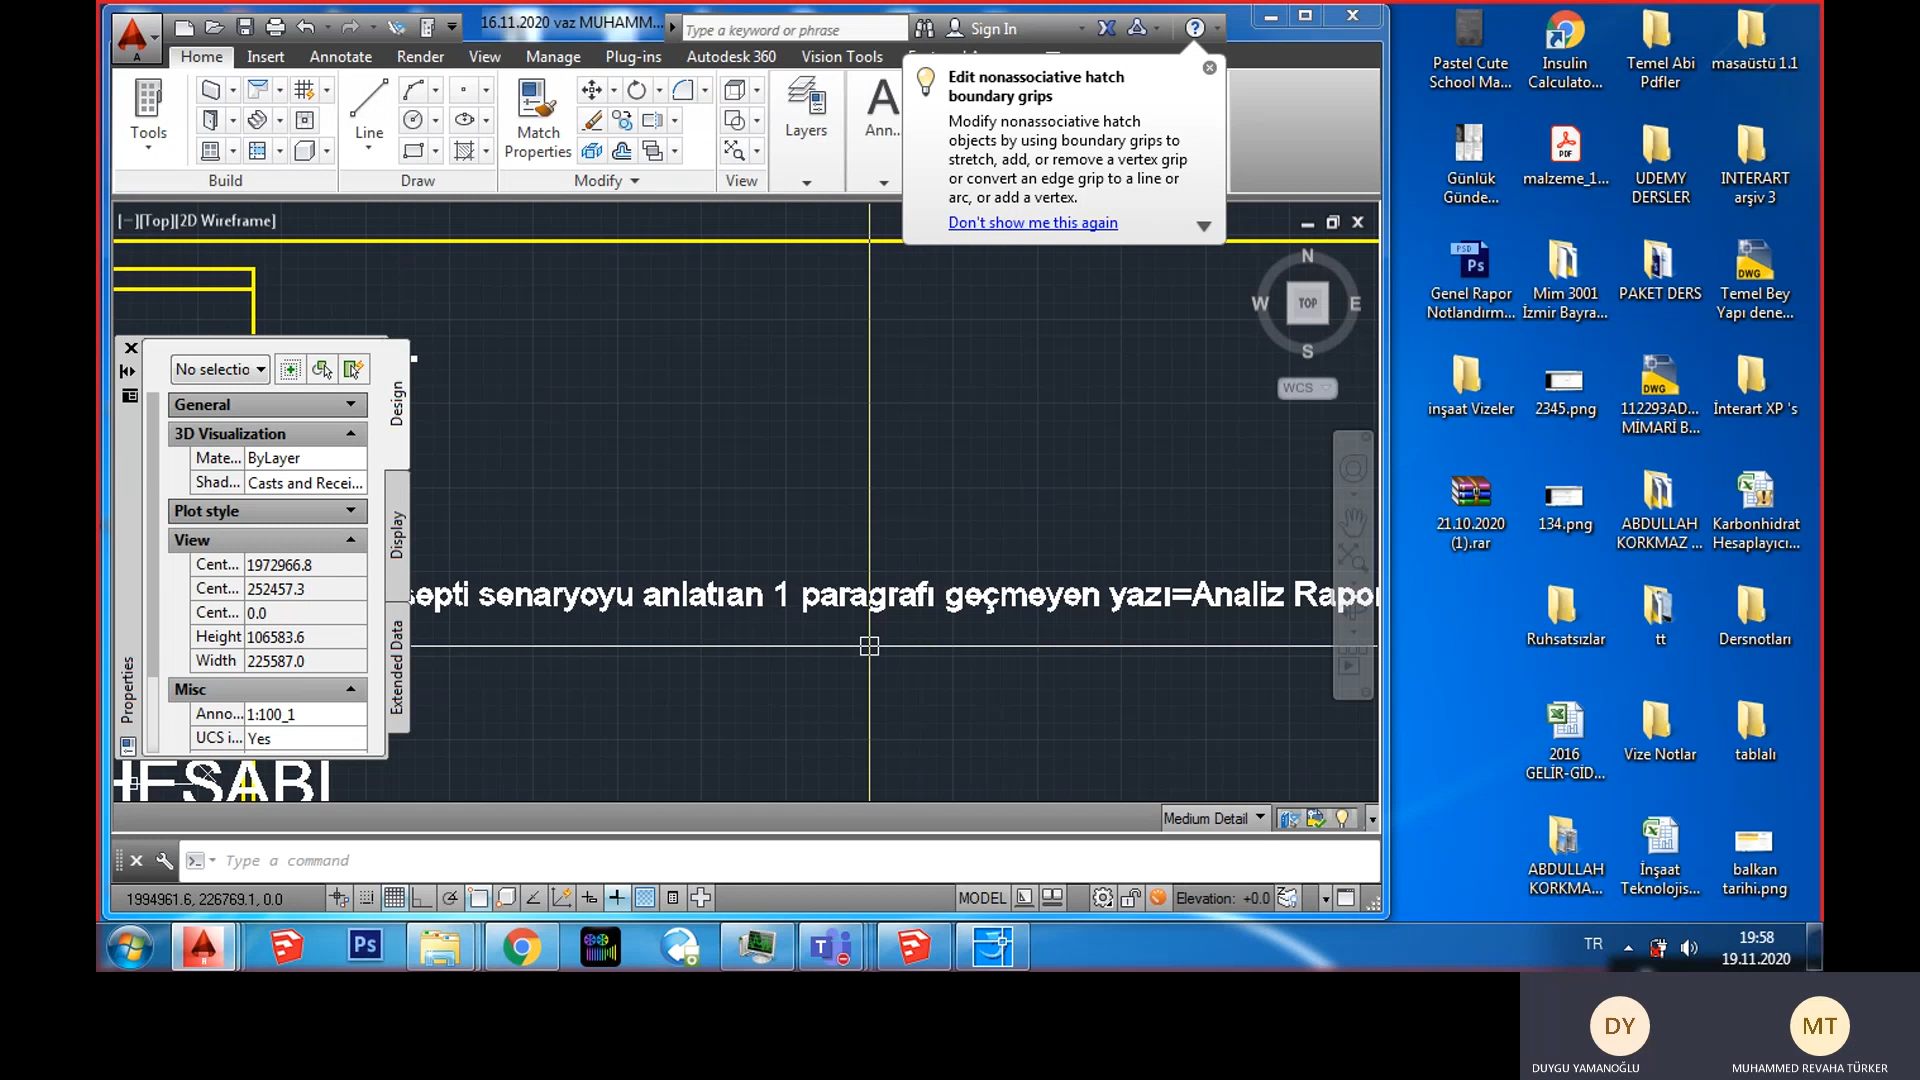 16.11.2020 vaz MUHAMM...
Type a keyword or phrase
Sign In
Home Insert Annotate Render View Manage Plug-ins Autodesk 360 Vision Tools
Tools
Line
Match
Properties
Layers
Ann...
Build
Draw
Modify
View
Edit nonassociative hatch
boundary grips
Modify nonassociative hatch
objects by using boundary grips to
stretch, add, or remove a vertex grip
or convert an edge grip to a line or
arc, or add a vertex.
Don't show me this again
[−][Top][2D Wireframe]
N
W TOP E
S
WCS
No selectio
General
3D Visualization
Mate... ByLayer
Shad... Casts and Recei...
Plot style
View
Cent... 1972966.8
Cent... 252457.3
Cent... 0.0
Height 106583.6
Width 225587.0
Misc
Anno... 1:100_1
UCS i... Yes
Design
Display
Extended Data
Properties
septi senaryoyu anlatıan 1 paragrafı geçmeyen yazı=Analiz Rapor
HESABI
Medium Detail
Type a command
1994961.6, 226769.1, 0.0
MODEL
Elevation: +0.0
Pastel Cute
School Ma...
Insulin
Calculato...
Temel Abi
Pdfler
masaüstü 1.1
Günlük
Günde...
malzeme_1...
UDEMY
DERSLER
INTERART
arşiv 3
Genel Rapor
Notlandırm...
Mim 3001
İzmir Bayra...
PAKET DERS
Temel Bey
Yapı dene...
inşaat Vizeler
2345.png
112293AD...
MİMARİ B...
İnterart XP 's
21.10.2020
(1).rar
134.png
ABDULLAH
KORKMAZ ...
Karbonhidrat
Hesaplayıcı...
Ruhsatsızlar
tt
Dersnotları
2016
GELİR-GİD...
Vize Notlar
tablalı
ABDULLAH
KORKMA...
İnşaat
Teknolojis...
balkan
tarihi.png
PSD
Ps
PDF
DWG
DWG
Ps
TR
19:58
19.11.2020
DY
MT
DUYGU YAMANOĞLU
MUHAMMED REVAHA TÜRKER